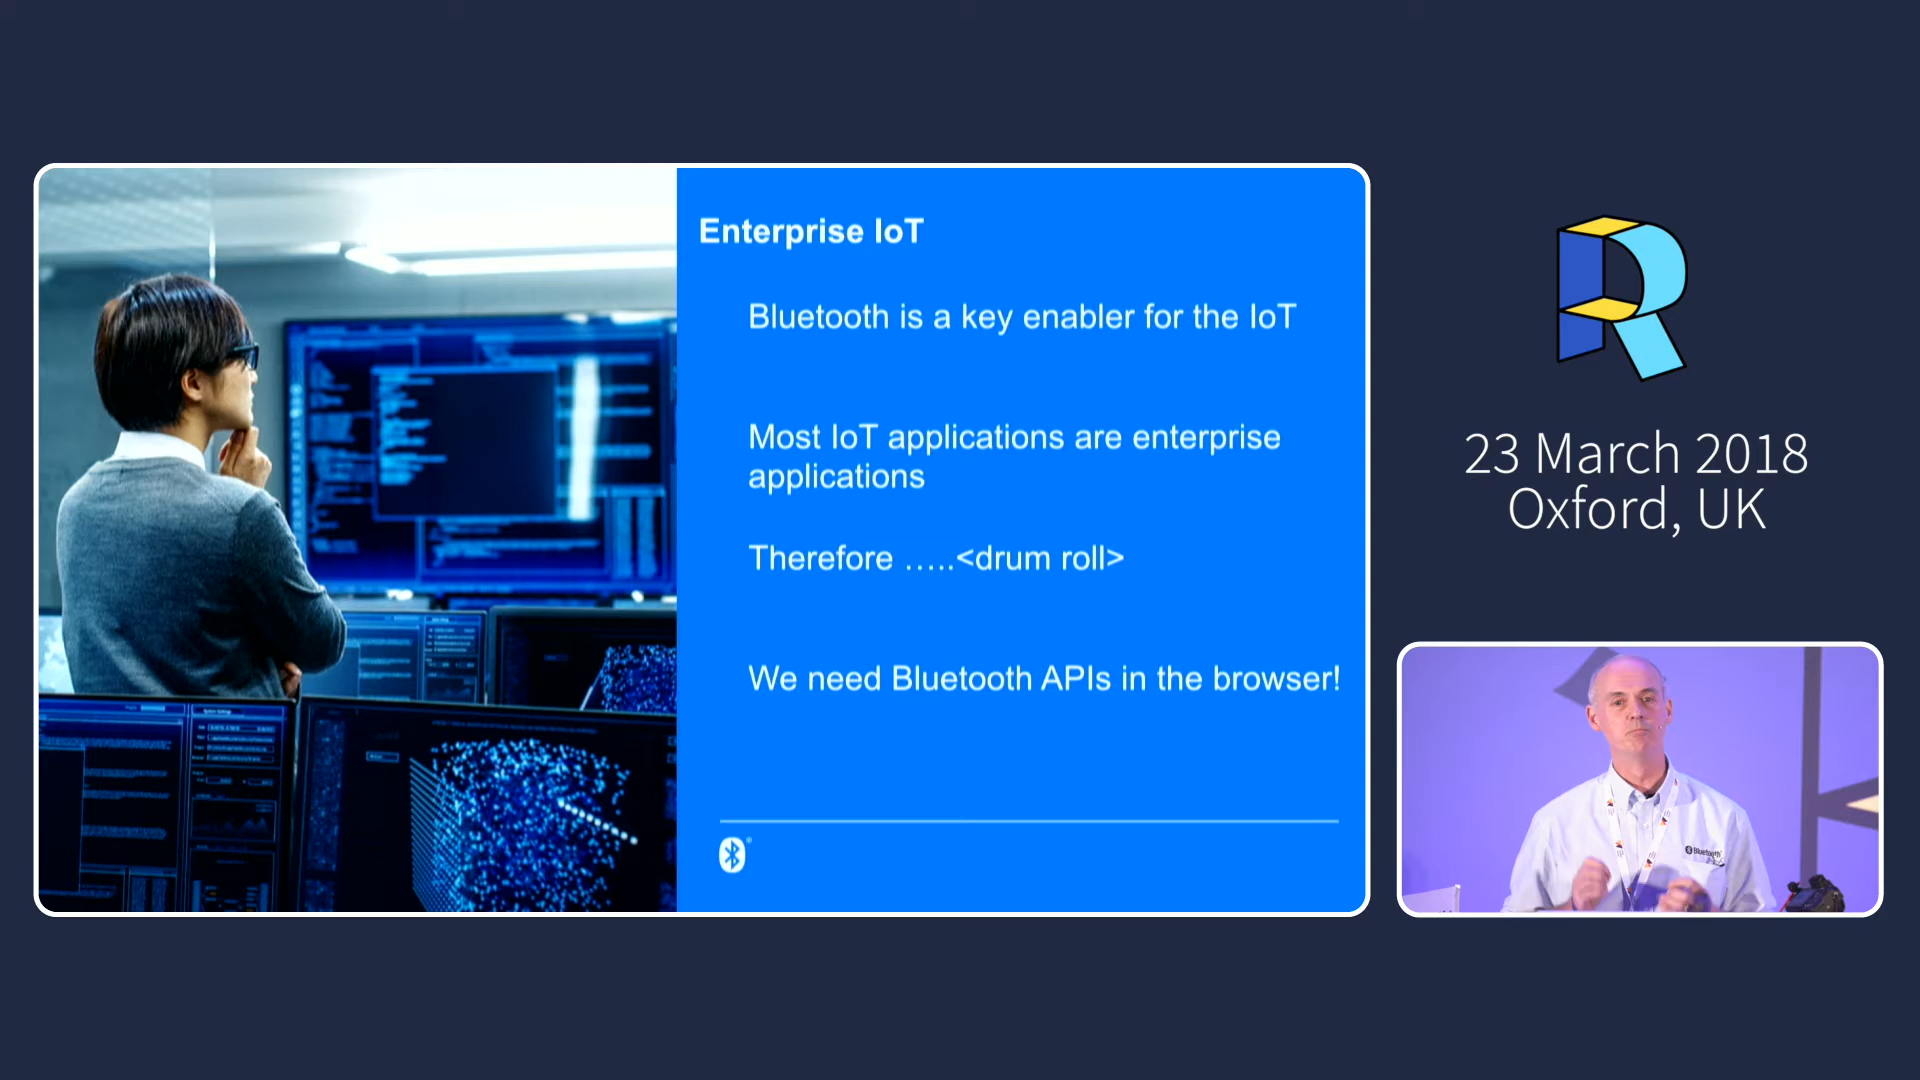 Enterprise IoT
Bluetooth is a key enabler for the IoT
Most IoT applications are enterprise
applications
Therefore .....<drum roll>
We need Bluetooth APIs in the browser!
23 March 2018
Oxford, UK
Bluetooth